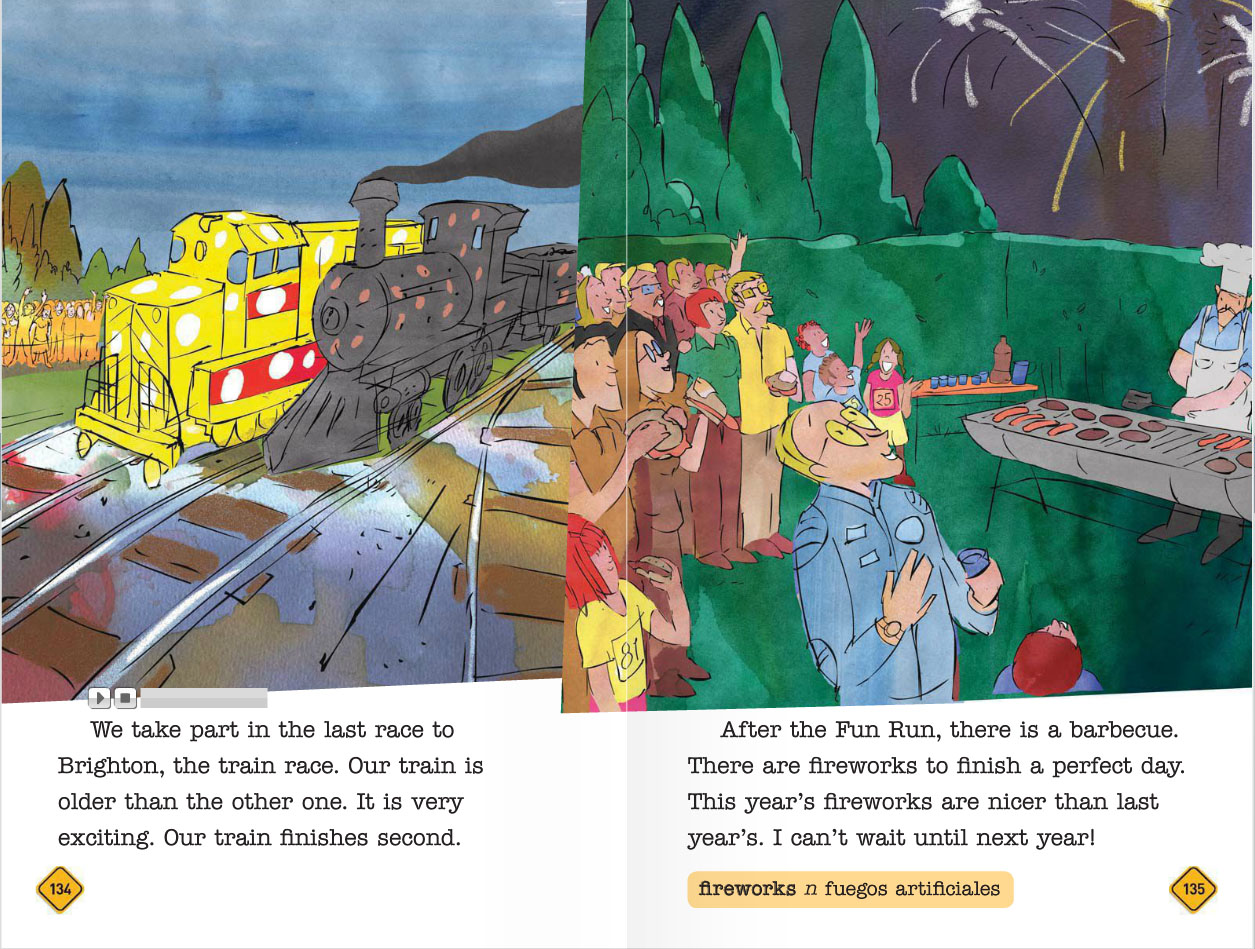 25
81
We take part in the last race to
Brighton, the train race. Our train is
older than the other one. It is very
exciting. Our train finishes second.
134
After the Fun Run, there is a barbecue.
There are fireworks to finish a perfect day.
This year’s fireworks are nicer than last
year’s. I can’t wait until next year!
fireworks n fuegos artificiales
135